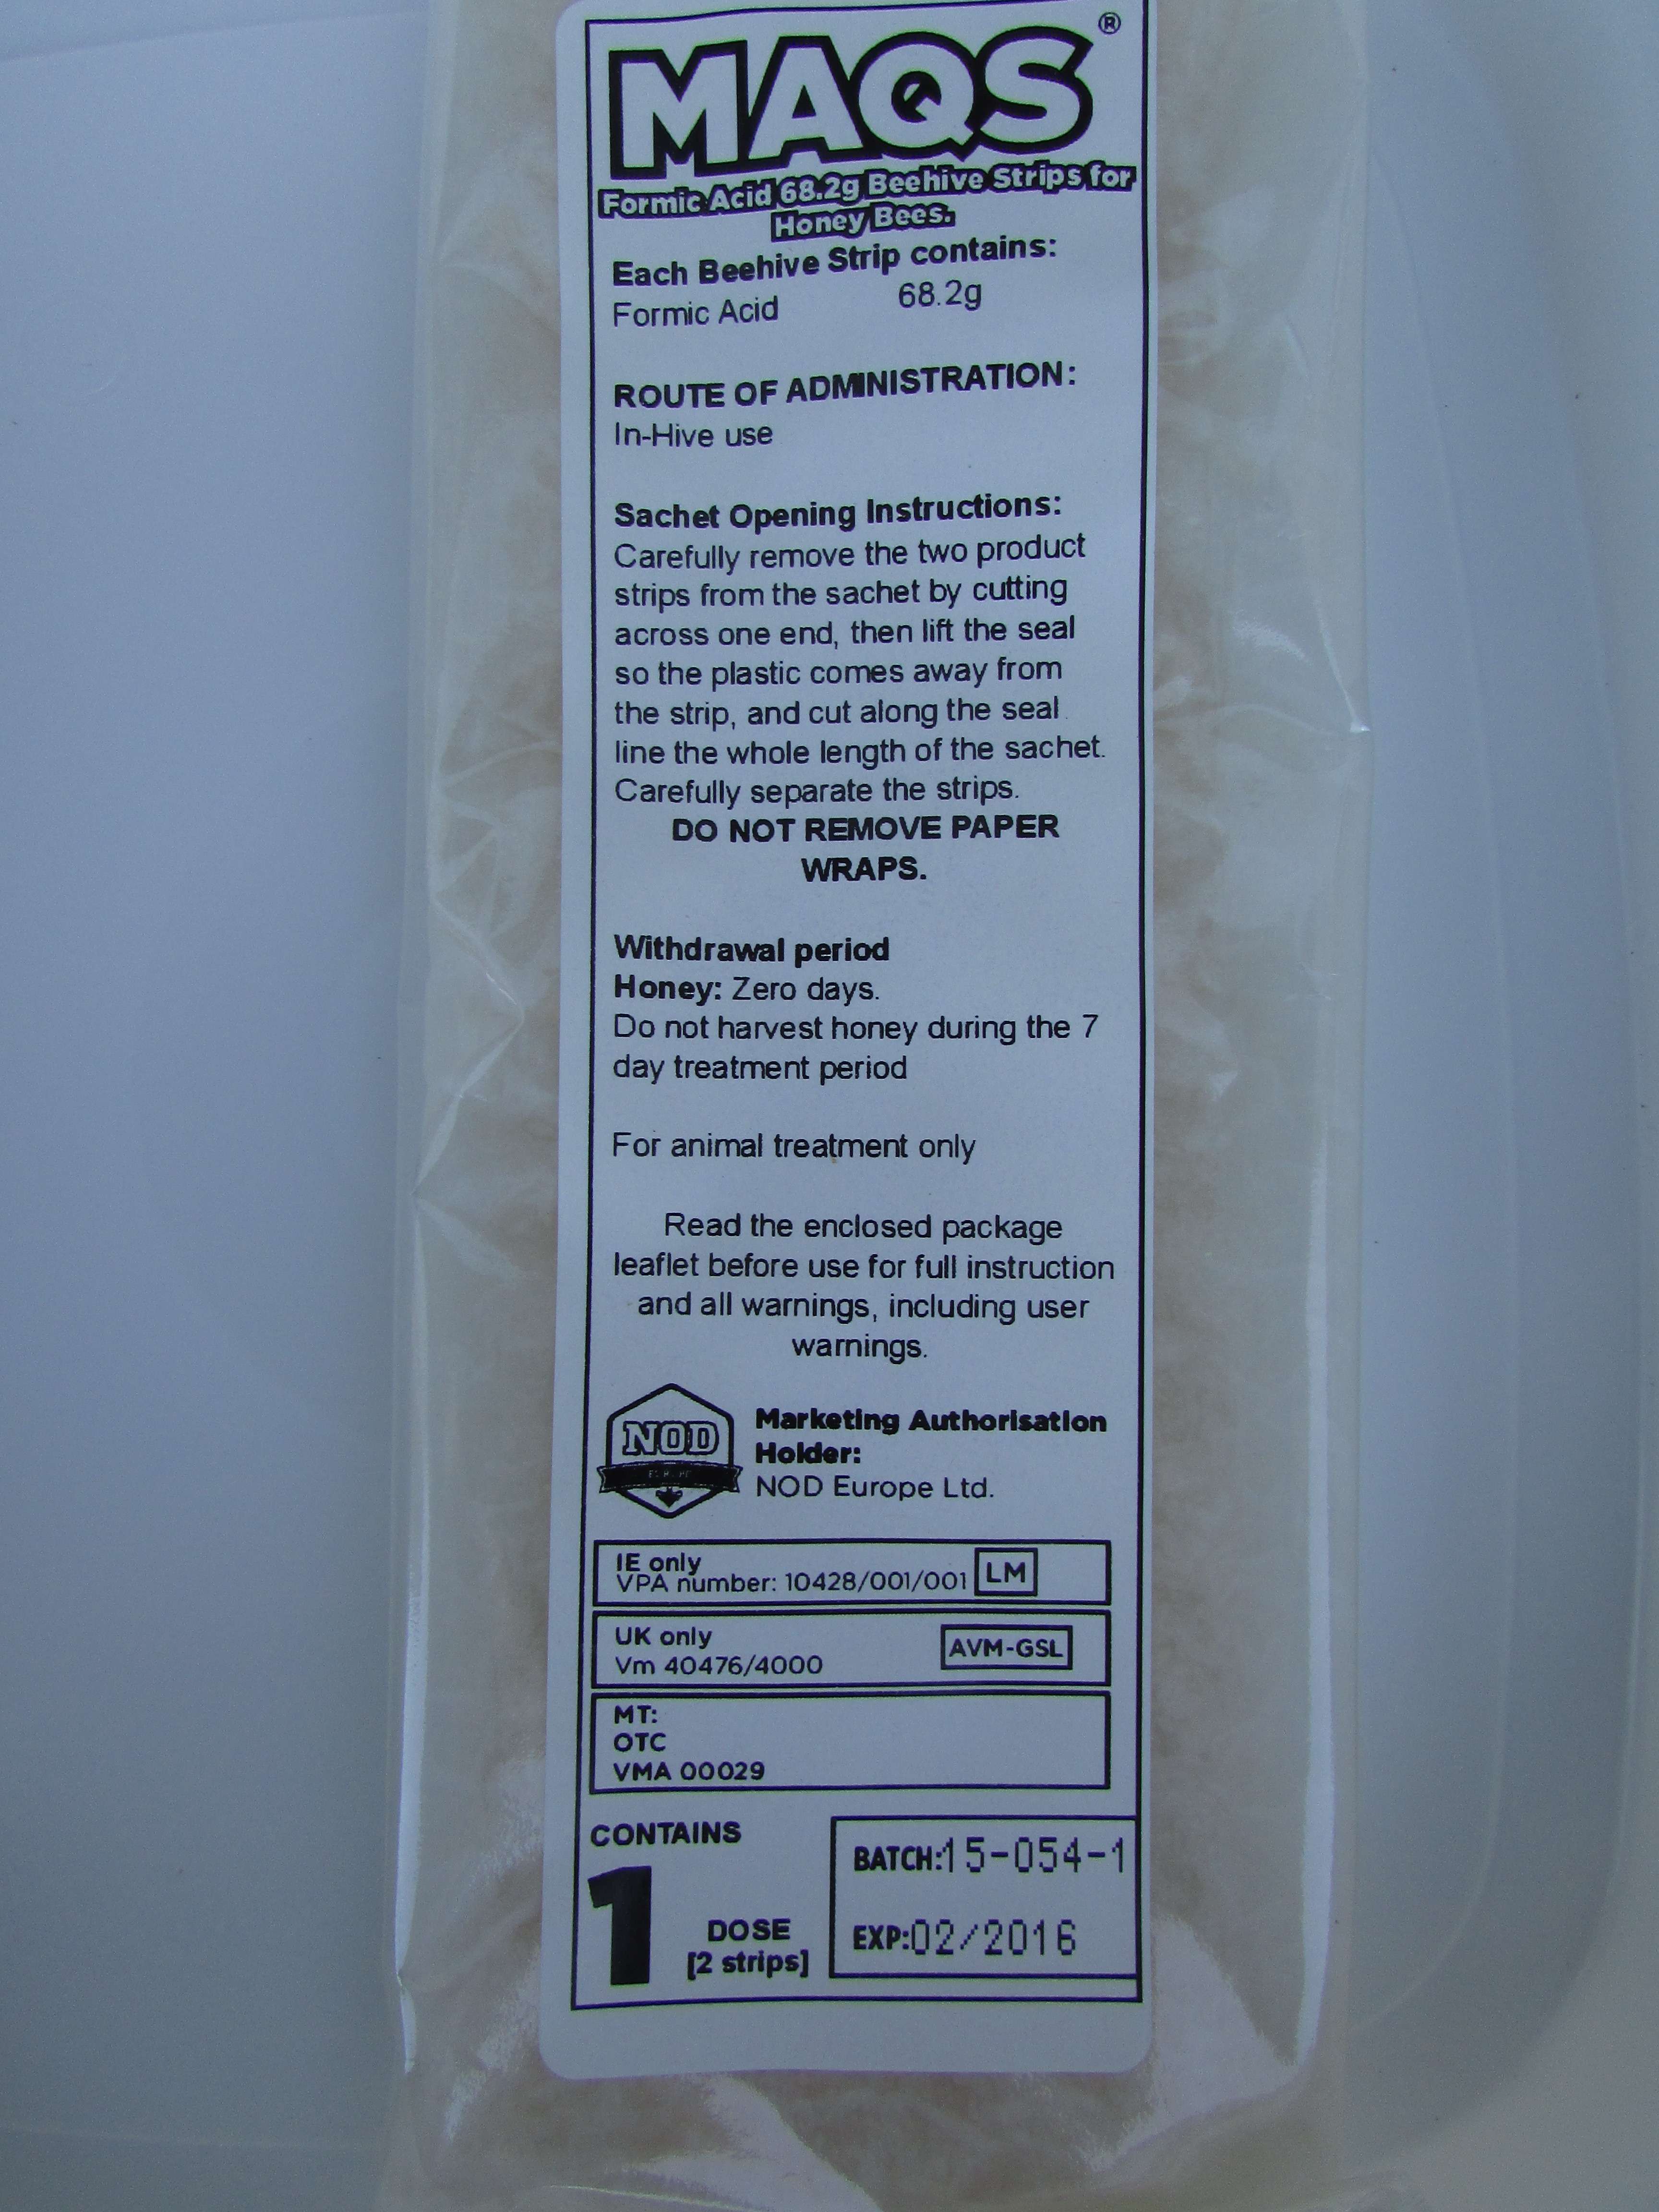 MAQS®
Formic Acid 68.2g Beehive Strips for
Honey Bees.
Each Beehive Strip contains:
Formic Acid 68.2g
ROUTE OF ADMINISTRATION:
In-Hive use
Sachet Opening Instructions:
Carefully remove the two product
strips from the sachet by cutting
across one end, then lift the seal
so the plastic comes away from
the strip, and cut along the seal
line the whole length of the sachet.
Carefully separate the strips.
DO NOT REMOVE PAPER
WRAPS.
Withdrawal period
Honey: Zero days.
Do not harvest honey during the 7
day treatment period
For animal treatment only
Read the enclosed package
leaflet before use for full instruction
and all warnings, including user
warnings.
NOD
Marketing Authorisation
Holder:
NOD Europe Ltd.
IE only
VPA number: 10428/001/001 LM
UK only
Vm 40476/4000 AVM-GSL
MT:
OTC
VMA 00029
CONTAINS
1 DOSE
[2 strips]
BATCH:15-054-1
EXP:02/2016